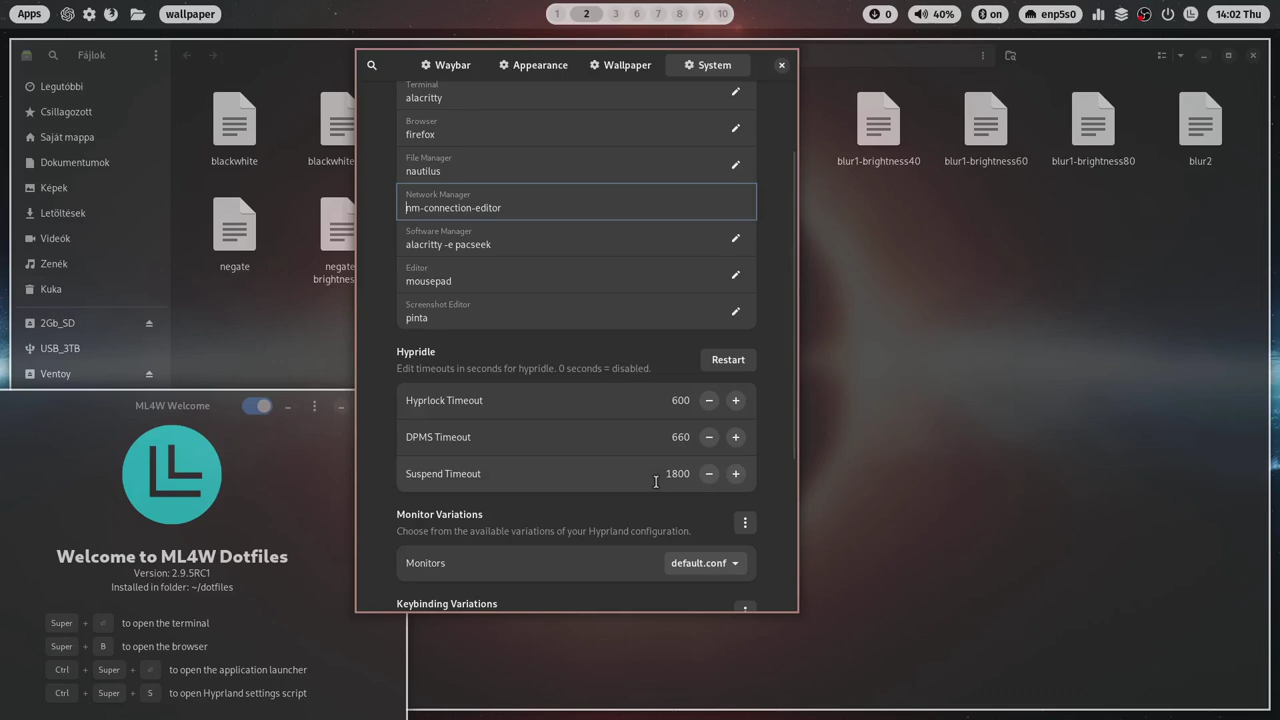 Apps
wallpaper
1 2 3 4 5 6 7 8 9 10
0
40%
on
enp5s0
14:02 Thu
Fájlok
Legutóbbi
Csillagozott
Saját mappa
Dokumentumok
Képek
Letöltések
Videók
Zenék
Kuka
2Gb_SD
USB_3TB
Ventoy
blackwhite
blackwhite
negate
negate
brightnes
blur1-brightness40
blur1-brightness60
blur1-brightness80
blur2
Waybar
Appearance
Wallpaper
System
Terminal
alacritty
Browser
firefox
File Manager
nautilus
Network Manager
nm-connection-editor
Software Manager
alacritty -e pacseek
Editor
mousepad
Screenshot Editor
pinta
Hypridle
Edit timeouts in seconds for hypridle. 0 seconds = disabled.
Restart
Hyprlock Timeout 600
DPMS Timeout 660
Suspend Timeout 1800
Monitor Variations
Choose from the available variations of your Hyprland configuration.
Monitors default.conf
Keybinding Variations
ML4W Welcome
Welcome to ML4W Dotfiles
Version: 2.9.5RC1
Installed in folder: ~/dotfiles
Super + ⏎ to open the terminal
Super + B to open the browser
Ctrl + Super + ⏎ to open the application launcher
Ctrl + Super + S to open Hyprland settings script